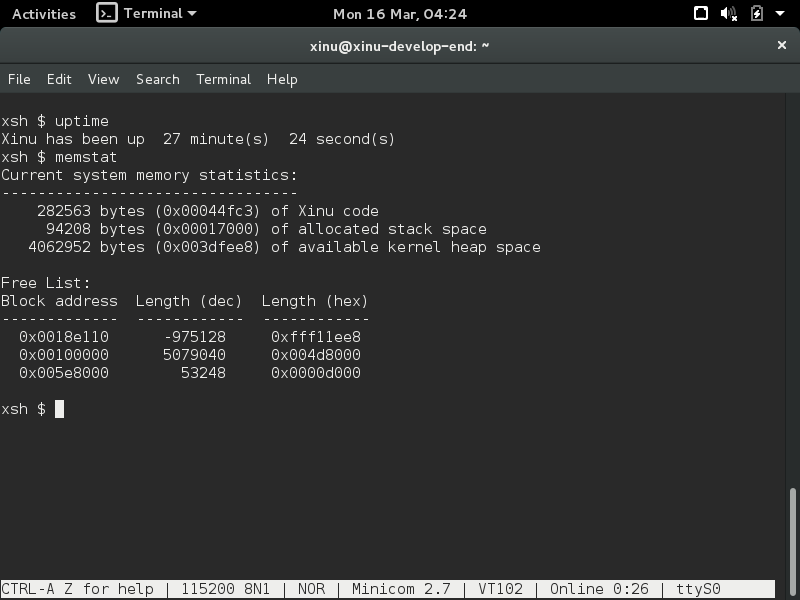 Activities Terminal Mon 16 Mar, 04:24
xinu@xinu-develop-end: ~
File Edit View Search Terminal Help
xsh $ uptime
Xinu has been up  27 minute(s)  24 second(s)
xsh $ memstat
Current system memory statistics:
---------------------------------
    282563 bytes (0x00044fc3) of Xinu code
     94208 bytes (0x00017000) of allocated stack space
   4062952 bytes (0x003dfee8) of available kernel heap space
Free List:
Block address  Length (dec)  Length (hex)
-------------  ------------  ------------
  0x0018e110      -975128     0xfff11ee8
  0x00100000      5079040     0x004d8000
  0x005e8000        53248     0x0000d000
xsh $
CTRL-A Z for help | 115200 8N1 | NOR | Minicom 2.7 | VT102 | Online 0:26 | ttyS0